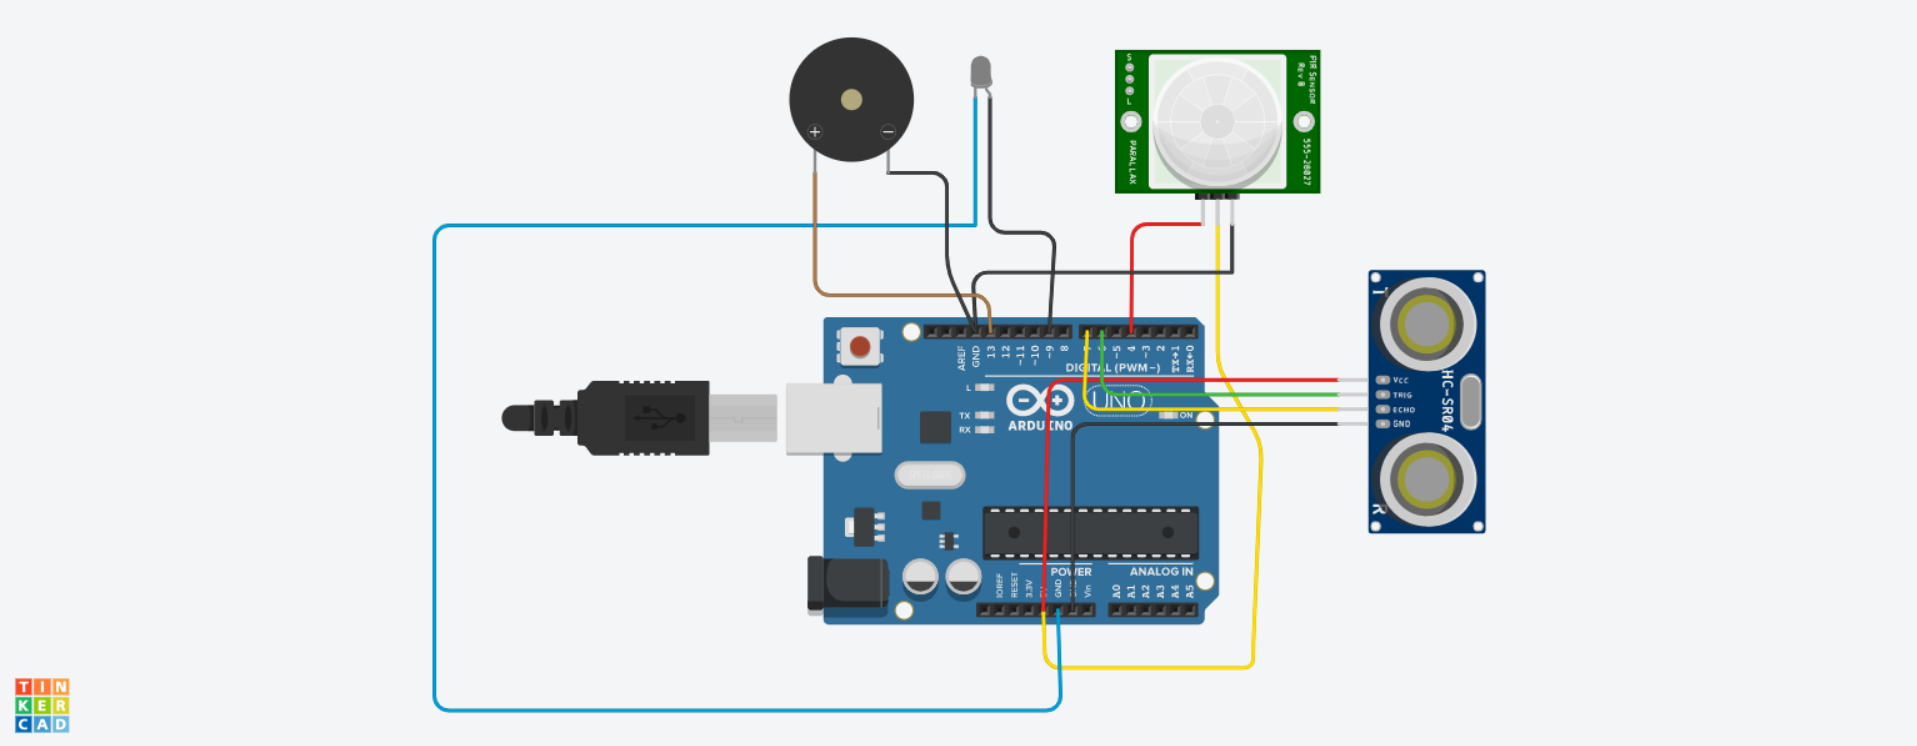 S
L
PARALLAX
PIR SENSOR
REV B
555-28027
+
−
AREF
GND
13
12
~11
~10
~9
8
~5
4
~3
2
TX→1
RX←0
DIGITAL (PWM~)
L
TX
RX
ARDUINO
UNO
ON
T
VCC
TRIG
ECHO
GND
HC-SR04
R
POWER
ANALOG IN
IOREF
RESET
3.3V
GND
Vin
A0
A1
A2
A3
A4
A5
TIN
KER
CAD